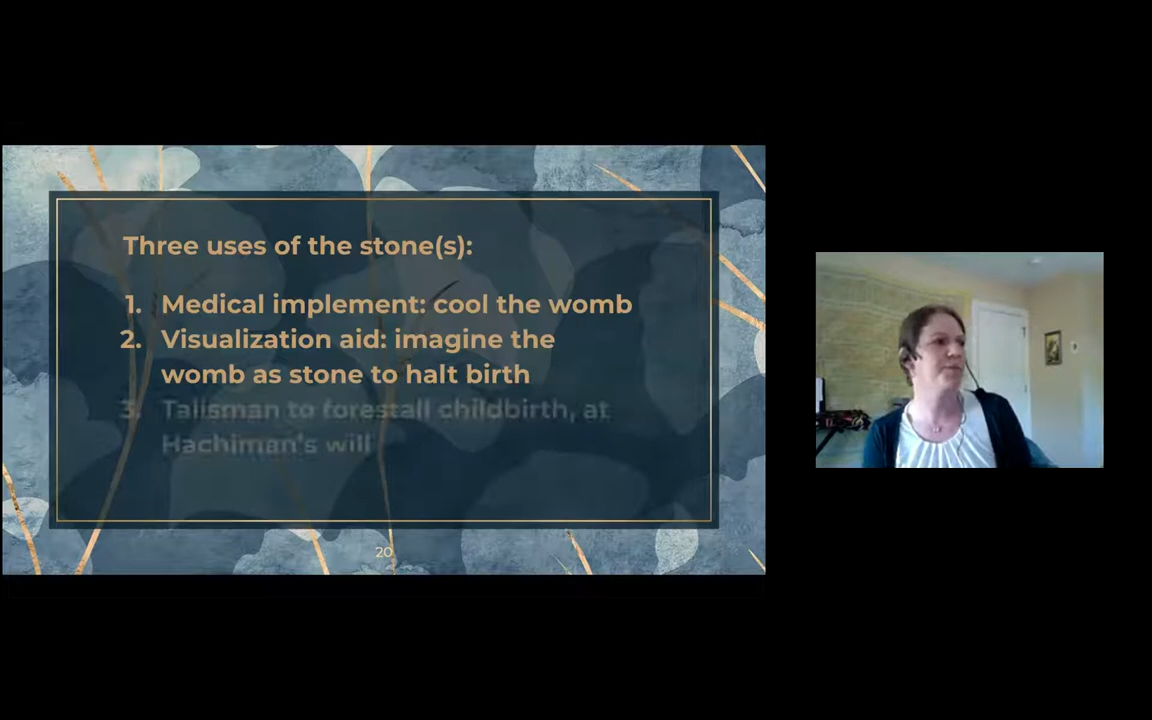 Three uses of the stone(s):
1. Medical implement: cool the womb
2. Visualization aid: imagine the
womb as stone to halt birth
3. Talisman to forestall childbirth, at
Hachiman's will
20